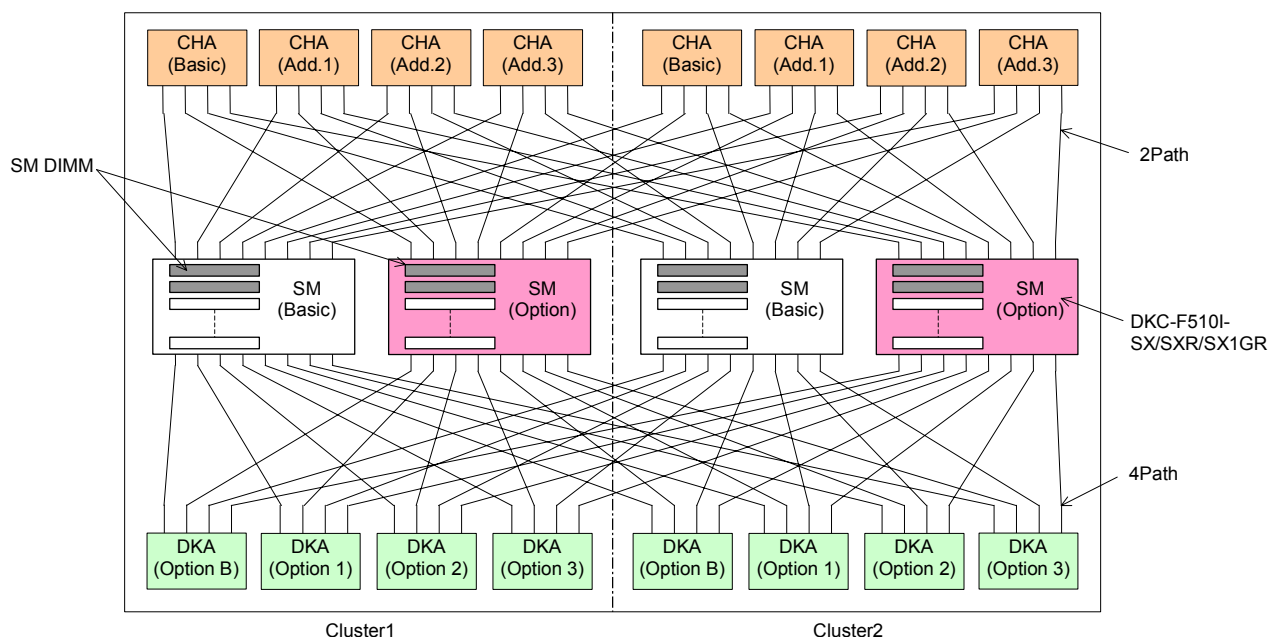 CHA
(Basic)
CHA
(Add.1)
CHA
(Add.2)
CHA
(Add.3)
CHA
(Basic)
CHA
(Add.1)
CHA
(Add.2)
CHA
(Add.3)
SM DIMM
2Path
SM
(Basic)
SM
(Option)
SM
(Basic)
SM
(Option)
DKC-F510I-
SX/SXR/SX1GR
4Path
DKA
(Option B)
DKA
(Option 1)
DKA
(Option 2)
DKA
(Option 3)
DKA
(Option B)
DKA
(Option 1)
DKA
(Option 2)
DKA
(Option 3)
Cluster1
Cluster2